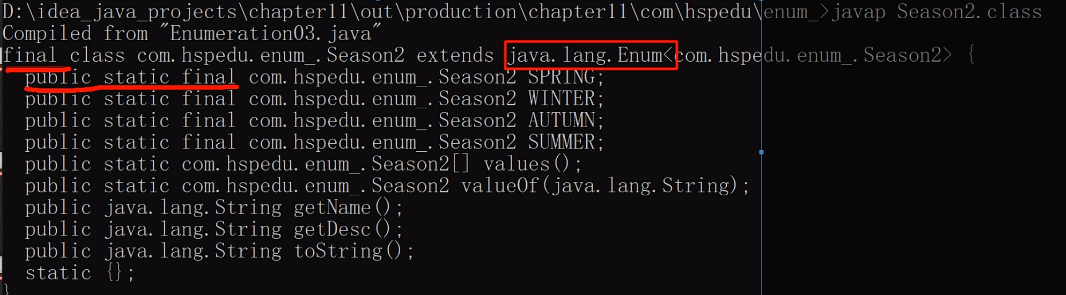 D:\idea_java_projects\chapter11\out\production\chapter11\com\hspedu\enum_>javap Season2.class
Compiled from "Enumeration03.java"
final class com.hspedu.enum_.Season2 extends java.lang.Enum<com.hspedu.enum_.Season2> {
  public static final com.hspedu.enum_.Season2 SPRING;
  public static final com.hspedu.enum_.Season2 WINTER;
  public static final com.hspedu.enum_.Season2 AUTUMN;
  public static final com.hspedu.enum_.Season2 SUMMER;
  public static com.hspedu.enum_.Season2[] values();
  public static com.hspedu.enum_.Season2 valueOf(java.lang.String);
  public java.lang.String getName();
  public java.lang.String getDesc();
  public java.lang.String toString();
  static {};
}